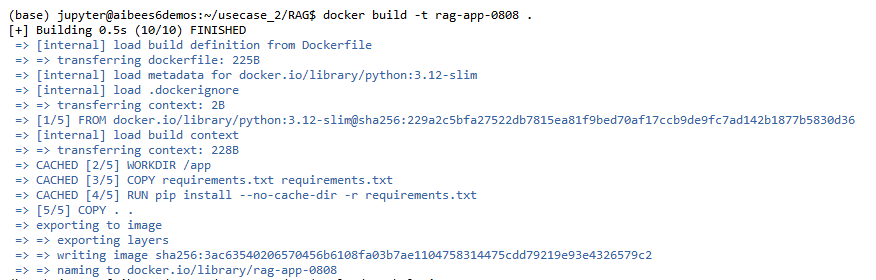 (base) jupyter@aibees6demos:~/usecase_2/RAG$ docker build -t rag-app-0808 .
[+] Building 0.5s (10/10) FINISHED
=> [internal] load build definition from Dockerfile
=> => transferring dockerfile: 225B
=> [internal] load metadata for docker.io/library/python:3.12-slim
=> [internal] load .dockerignore
=> => transferring context: 2B
=> [1/5] FROM docker.io/library/python:3.12-slim@sha256:229a2c5bfa27522db7815ea81f9bed70af17ccb9de9fc7ad142b1877b5830d36
=> [internal] load build context
=> => transferring context: 228B
=> CACHED [2/5] WORKDIR /app
=> CACHED [3/5] COPY requirements.txt requirements.txt
=> CACHED [4/5] RUN pip install --no-cache-dir -r requirements.txt
=> [5/5] COPY . .
=> exporting to image
=> => exporting layers
=> => writing image sha256:3ac63540206570456b6108fa03b7ae1104758314475cdd79219e93e4326579c2
=> => naming to docker.io/library/rag-app-0808